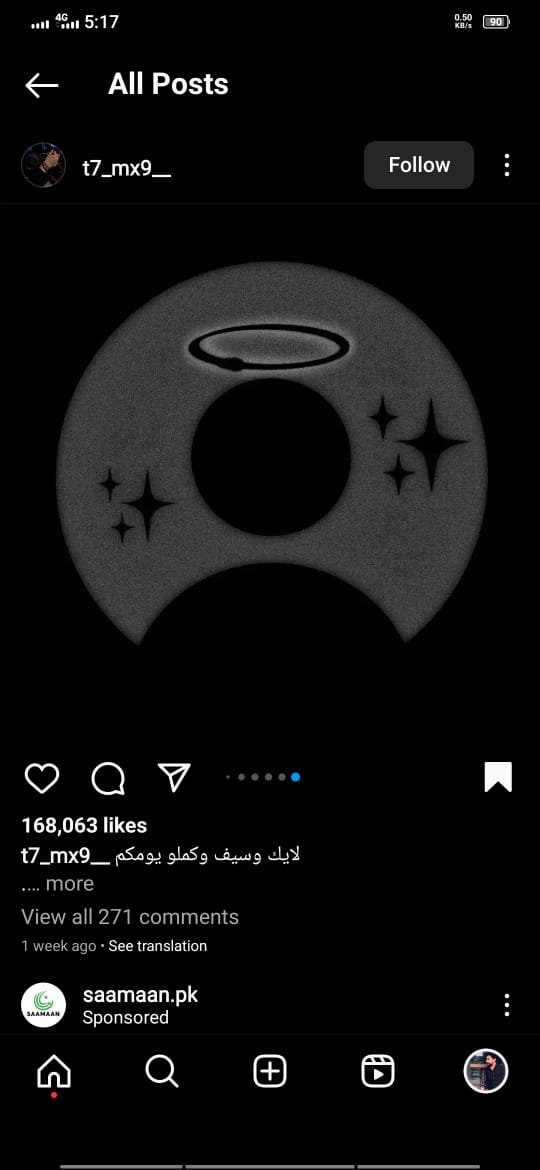 4G 5:17 0.50 KB/s 90
All Posts
t7_mx9__ Follow
168,063 likes
t7_mx9__ لايك وسيف وكملو يومكم
.... more
View all 271 comments
1 week ago • See translation
saamaan.pk
SAAMAAN
Sponsored